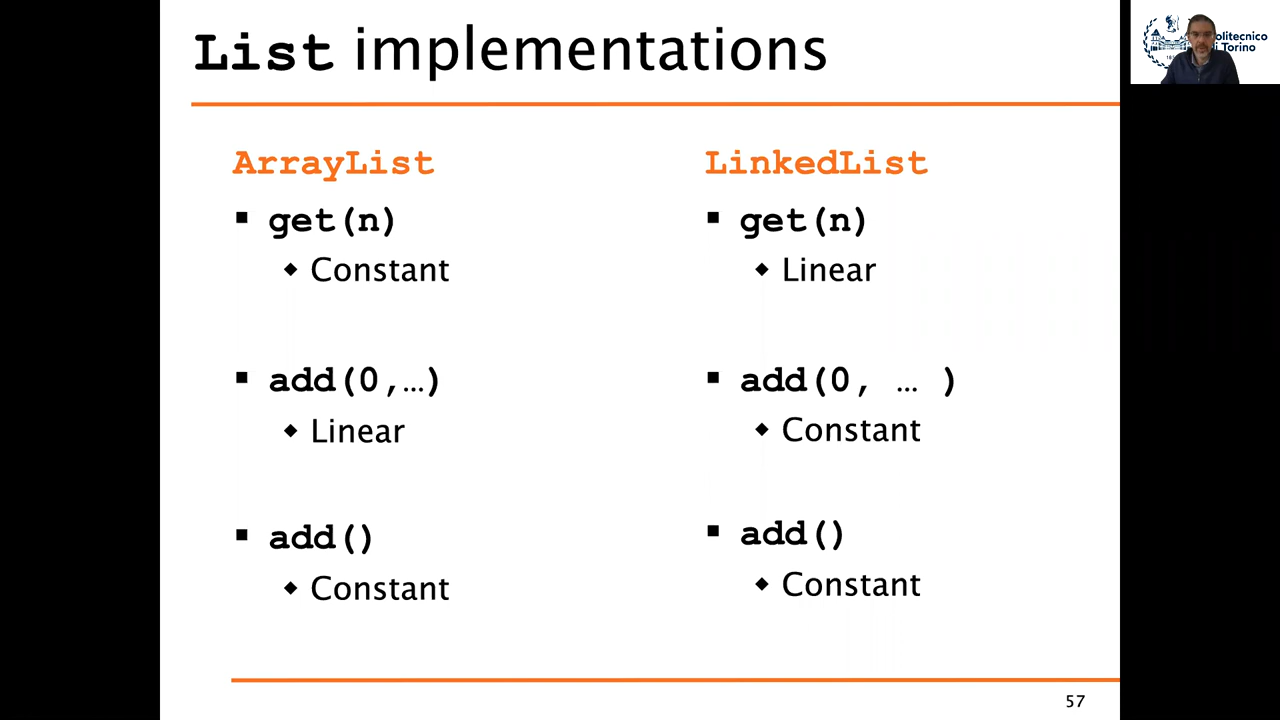 List implementations
ArrayList
▪ get(n)
◆ Constant
▪ add(0,…)
◆ Linear
▪ add()
◆ Constant
LinkedList
▪ get(n)
◆ Linear
▪ add(0, … )
◆ Constant
▪ add()
◆ Constant
57
olitecnico
i Torino